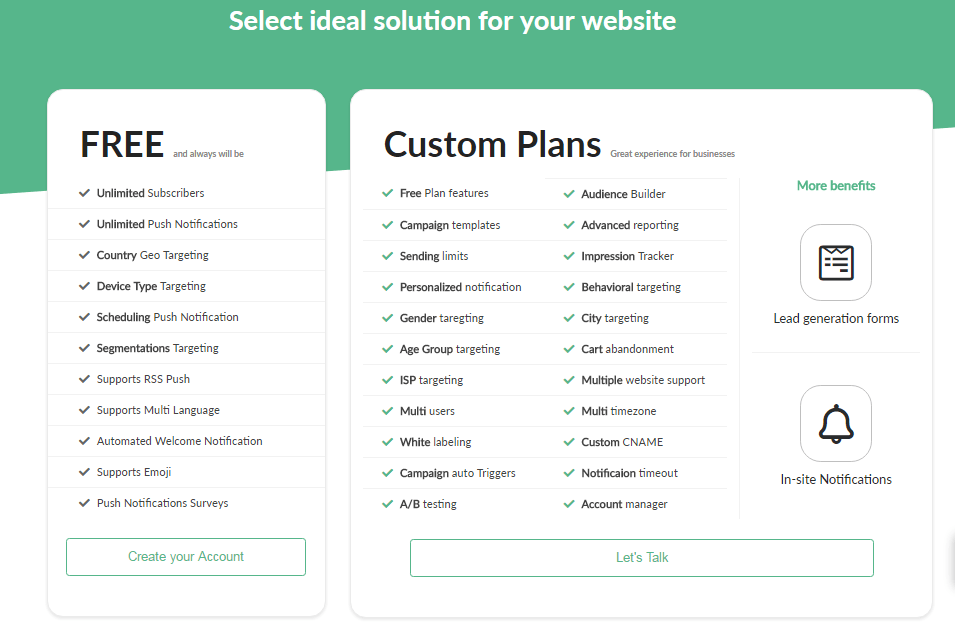 Select ideal solution for your website
FREE and always will be
Unlimited Subscribers
Unlimited Push Notifications
Country Geo Targeting
Device Type Targeting
Scheduling Push Notification
Segmentations Targeting
Supports RSS Push
Supports Multi Language
Automated Welcome Notification
Supports Emoji
Push Notifications Surveys
Create your Account
Custom Plans Great experience for businesses
Free Plan features
Campaign templates
Sending limits
Personalized notification
Gender taregting
Age Group targeting
ISP targeting
Multi users
White labeling
Campaign auto Triggers
A/B testing
Audience Builder
Advanced reporting
Impression Tracker
Behavioral targeting
City targeting
Cart abandonment
Multiple website support
Multi timezone
Custom CNAME
Notificaion timeout
Account manager
More benefits
Lead generation forms
In-site Notifications
Let's Talk